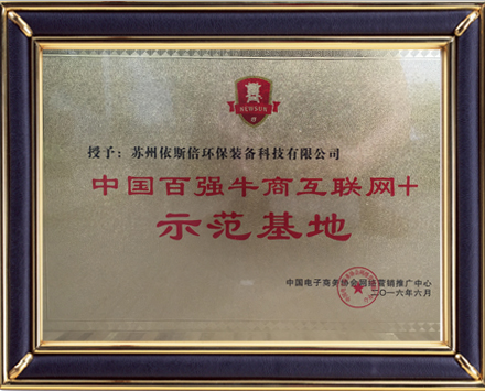 NEWSUN
授予：苏州依斯倍环保装备科技有限公司
中国百强牛商互联网+
示范基地
中国电子商务协会网络营销推广中心
二〇一六年六月